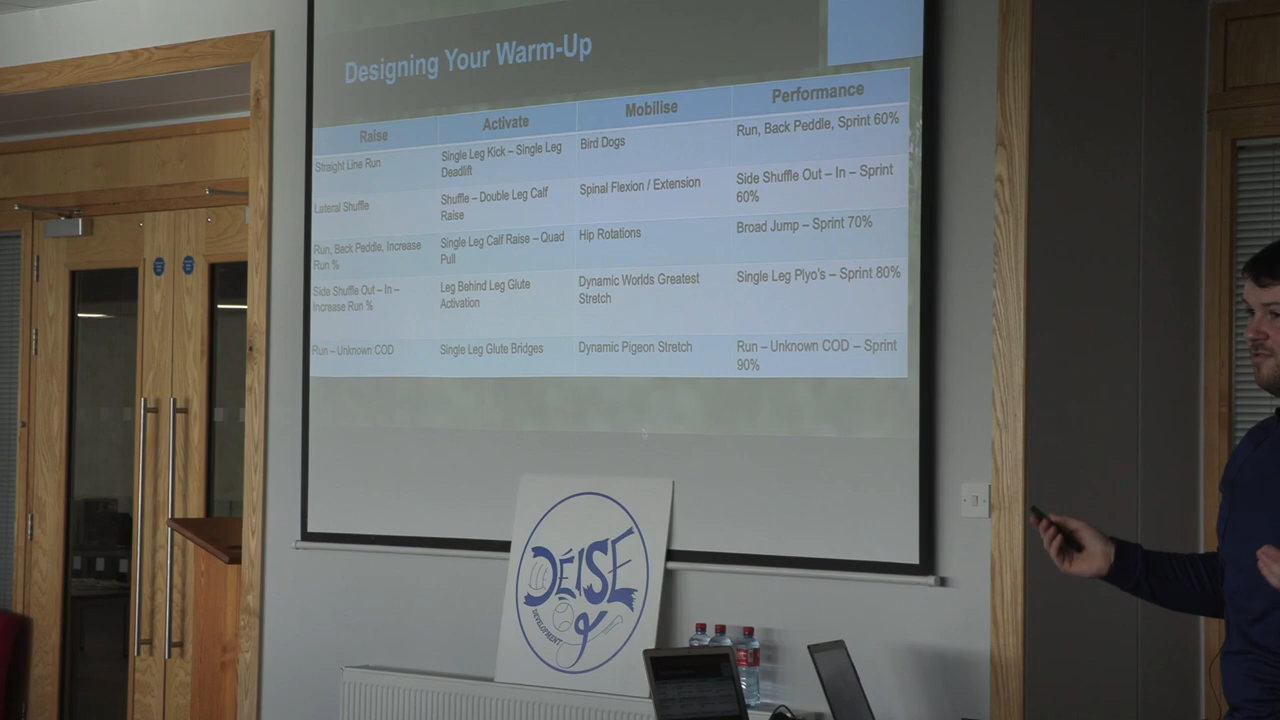 Designing Your Warm-Up
Raise
Activate
Mobilise
Performance
Straight Line Run
Single Leg Kick – Single Leg
Deadlift
Bird Dogs
Run, Back Peddle, Sprint 60%
Lateral Shuffle
Shuffle – Double Leg Calf
Raise
Spinal Flexion / Extension
Side Shuffle Out – In – Sprint
60%
Run, Back Peddle, Increase
Run %
Single Leg Calf Raise – Quad
Pull
Hip Rotations
Broad Jump – Sprint 70%
Side Shuffle Out – In –
Increase Run %
Leg Behind Leg Glute
Activation
Dynamic Worlds Greatest
Stretch
Single Leg Plyo's – Sprint 80%
Run – Unknown COD
Single Leg Glute Bridges
Dynamic Pigeon Stretch
Run – Unknown COD – Sprint
90%
DÉISE
DEVELOPMENT